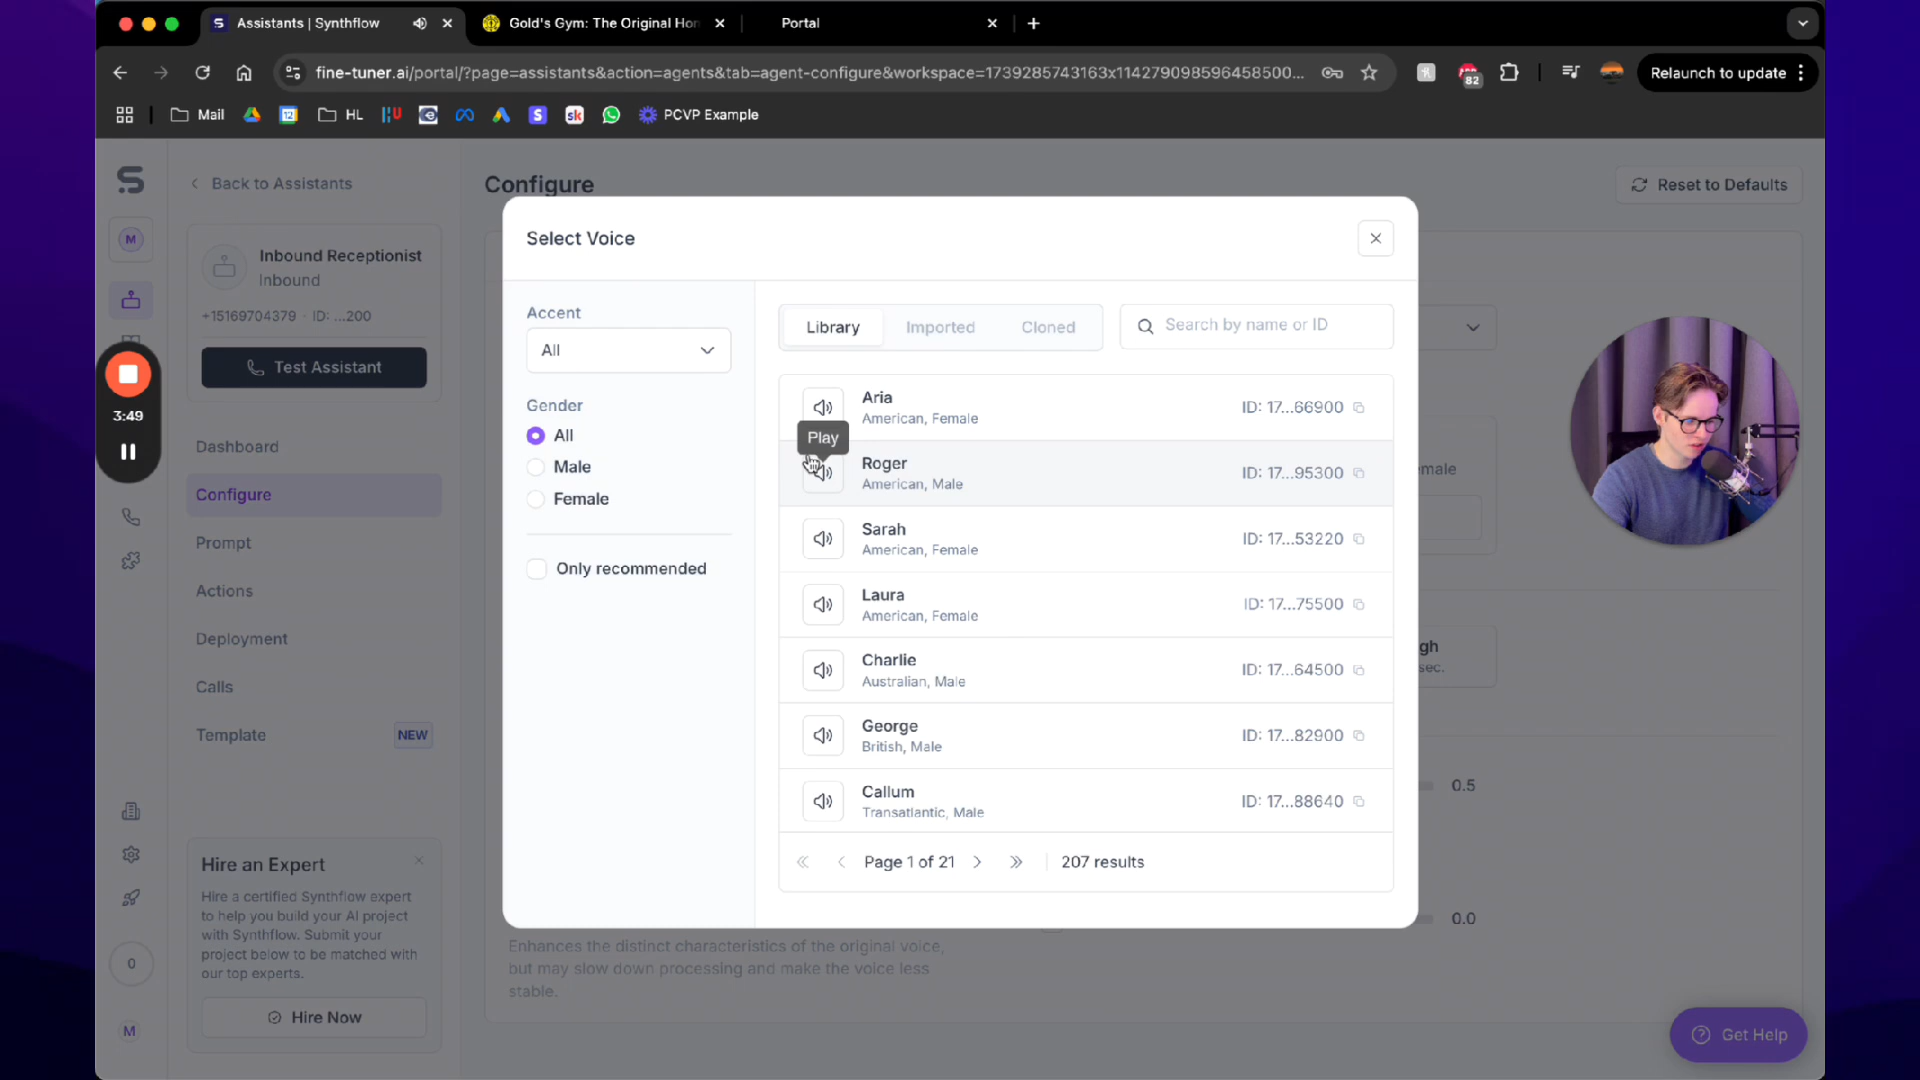 Assistants | Synthflow
Gold's Gym: The Original Hon
Portal
fine-tuner.ai/portal/?page=assistants&action=agents&tab=agent-configure&workspace=1739285743163x114279098596458500...
82
Relaunch to update
Mail
12
HL
S
sk
PCVP Example
M
Back to Assistants
Inbound Receptionist
Inbound
+15169704379 · ID: ...200
Test Assistant
3:49
Dashboard
Configure
Prompt
Actions
Deployment
Calls
Template
NEW
Hire an Expert
Hire a certified Synthflow expert
to help you build your AI project
with Synthflow. Submit your
project below to be matched with
our top experts.
Hire Now
0
M
Configure
Reset to Defaults
Select Voice
Accent
All
Gender
All
Male
Female
Only recommended
Library
Imported
Cloned
Search by name or ID
Aria
American, Female
ID: 17...66900
Play
Roger
American, Male
ID: 17...95300
Sarah
American, Female
ID: 17...53220
Laura
American, Female
ID: 17...75500
Charlie
Australian, Male
ID: 17...64500
George
British, Male
ID: 17...82900
Callum
Transatlantic, Male
ID: 17...88640
Page 1 of 21
207 results
male
gh
sec.
0.5
0.0
Enhances the distinct characteristics of the original voice,
but may slow down processing and make the voice less
stable.
Get Help